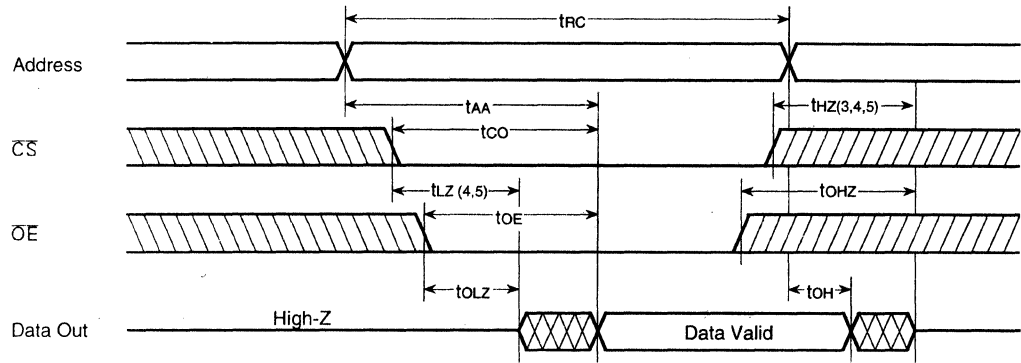 tRC
Address
tAA
tHZ(3,4,5)
tCO
CS
tLZ (4,5)
tOHZ
tOE
OE
tOLZ
tOH
High-Z
Data Out
Data Valid